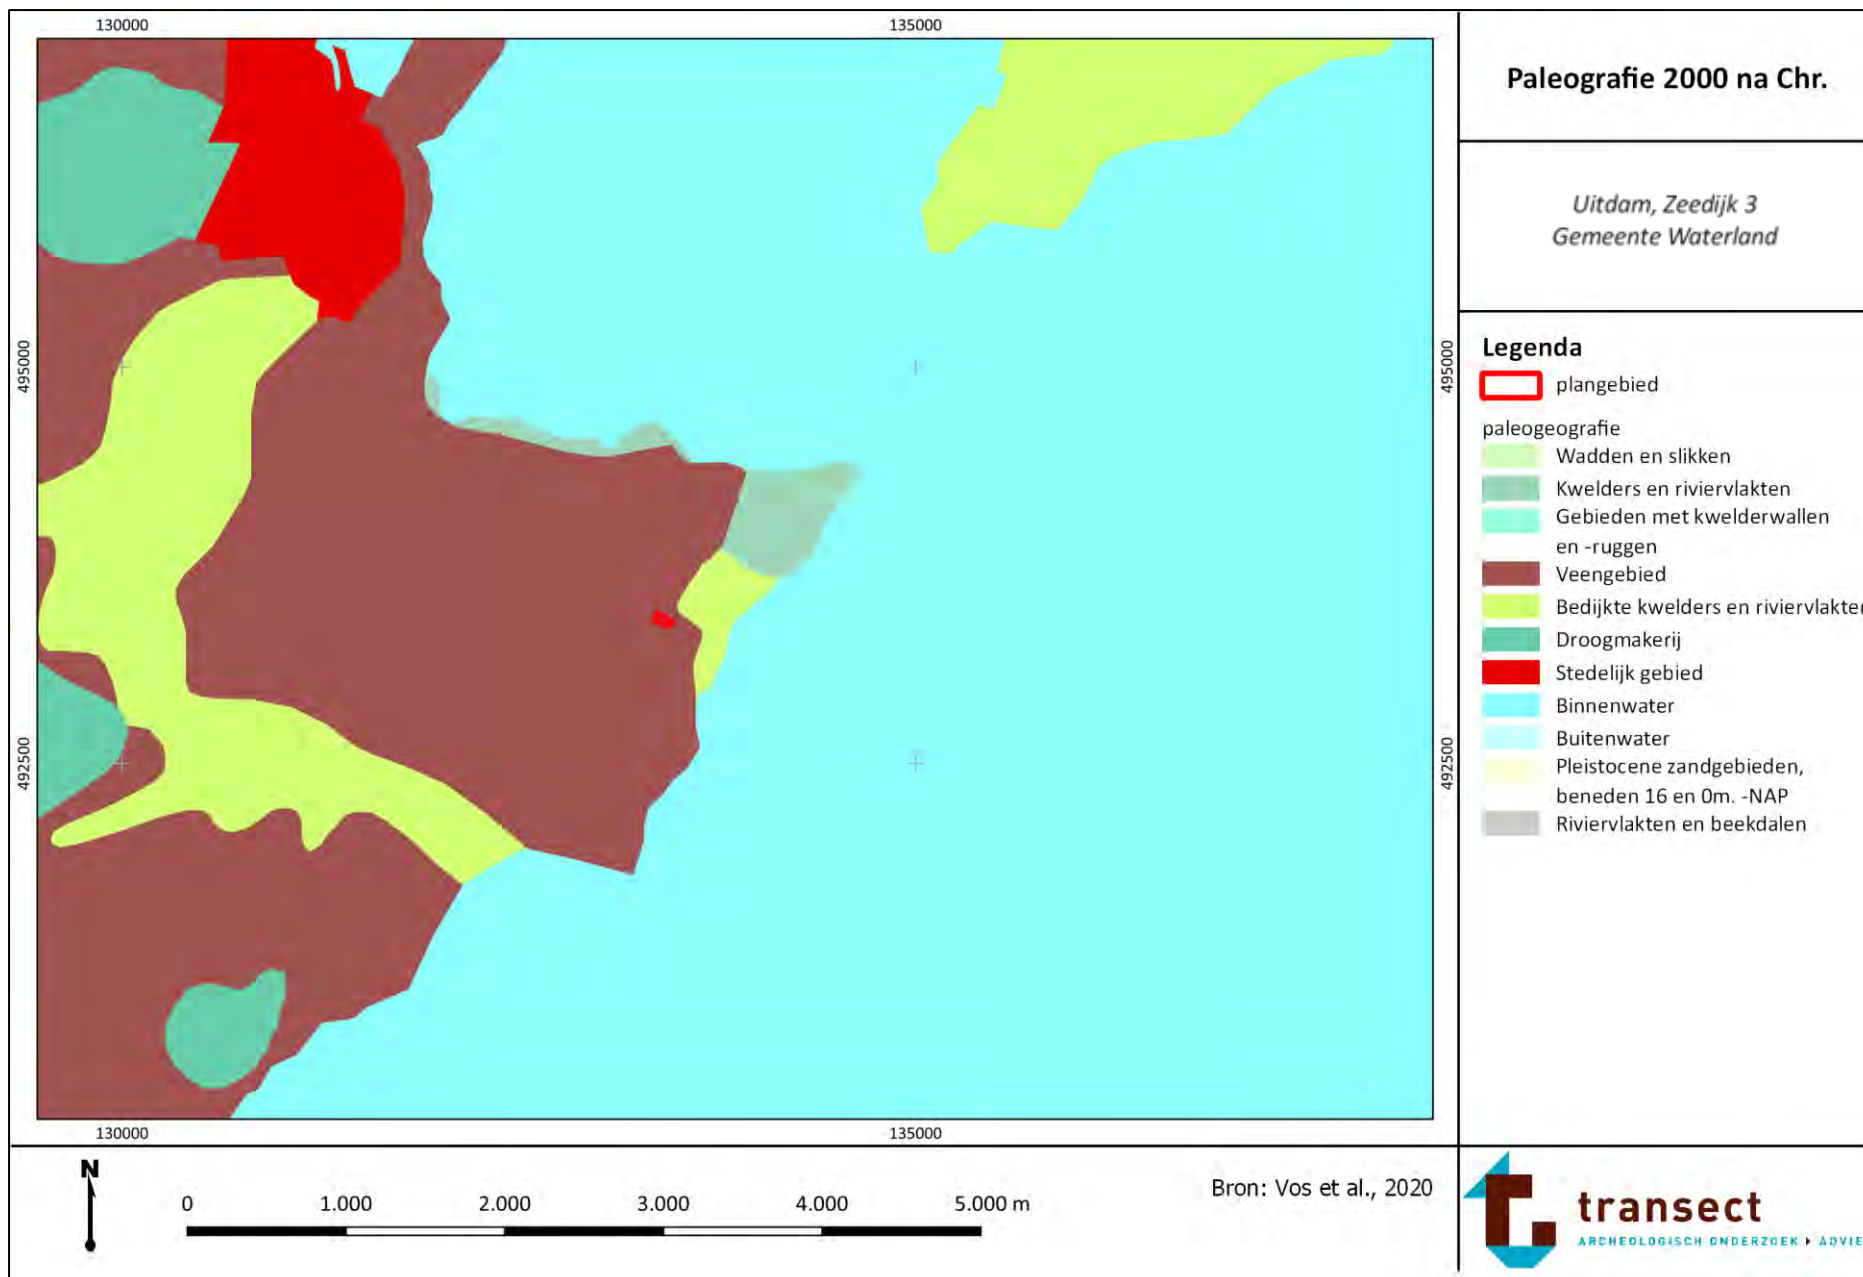 130000
135000
495000
492500
495000
492500
130000
135000
Paleografie 2000 na Chr.
Uitdam, Zeedijk 3
Gemeente Waterland
Legenda
plangebied
paleogeografie
Wadden en slikken
Kwelders en riviervlakten
Gebieden met kwelderwallen
en -ruggen
Veengebied
Bedijkte kwelders en riviervlakten
Droogmakerij
Stedelijk gebied
Binnenwater
Buitenwater
Pleistocene zandgebieden,
beneden 16 en 0m. -NAP
Riviervlakten en beekdalen
N
0 1.000 2.000 3.000 4.000 5.000 m
Bron: Vos et al., 2020
transect
ARCHEOLOGISCH ONDERZOEK ▸ ADVIE